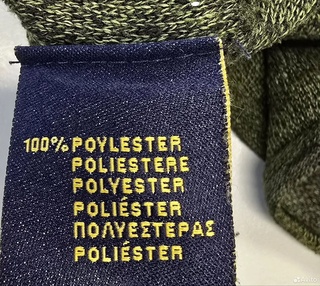 100% POYLESTER
POLIESTERE
POLYESTER
POLIÉSTER
ΠΟΛΥΕΣΤΕΡΑΣ
POLIÉSTER